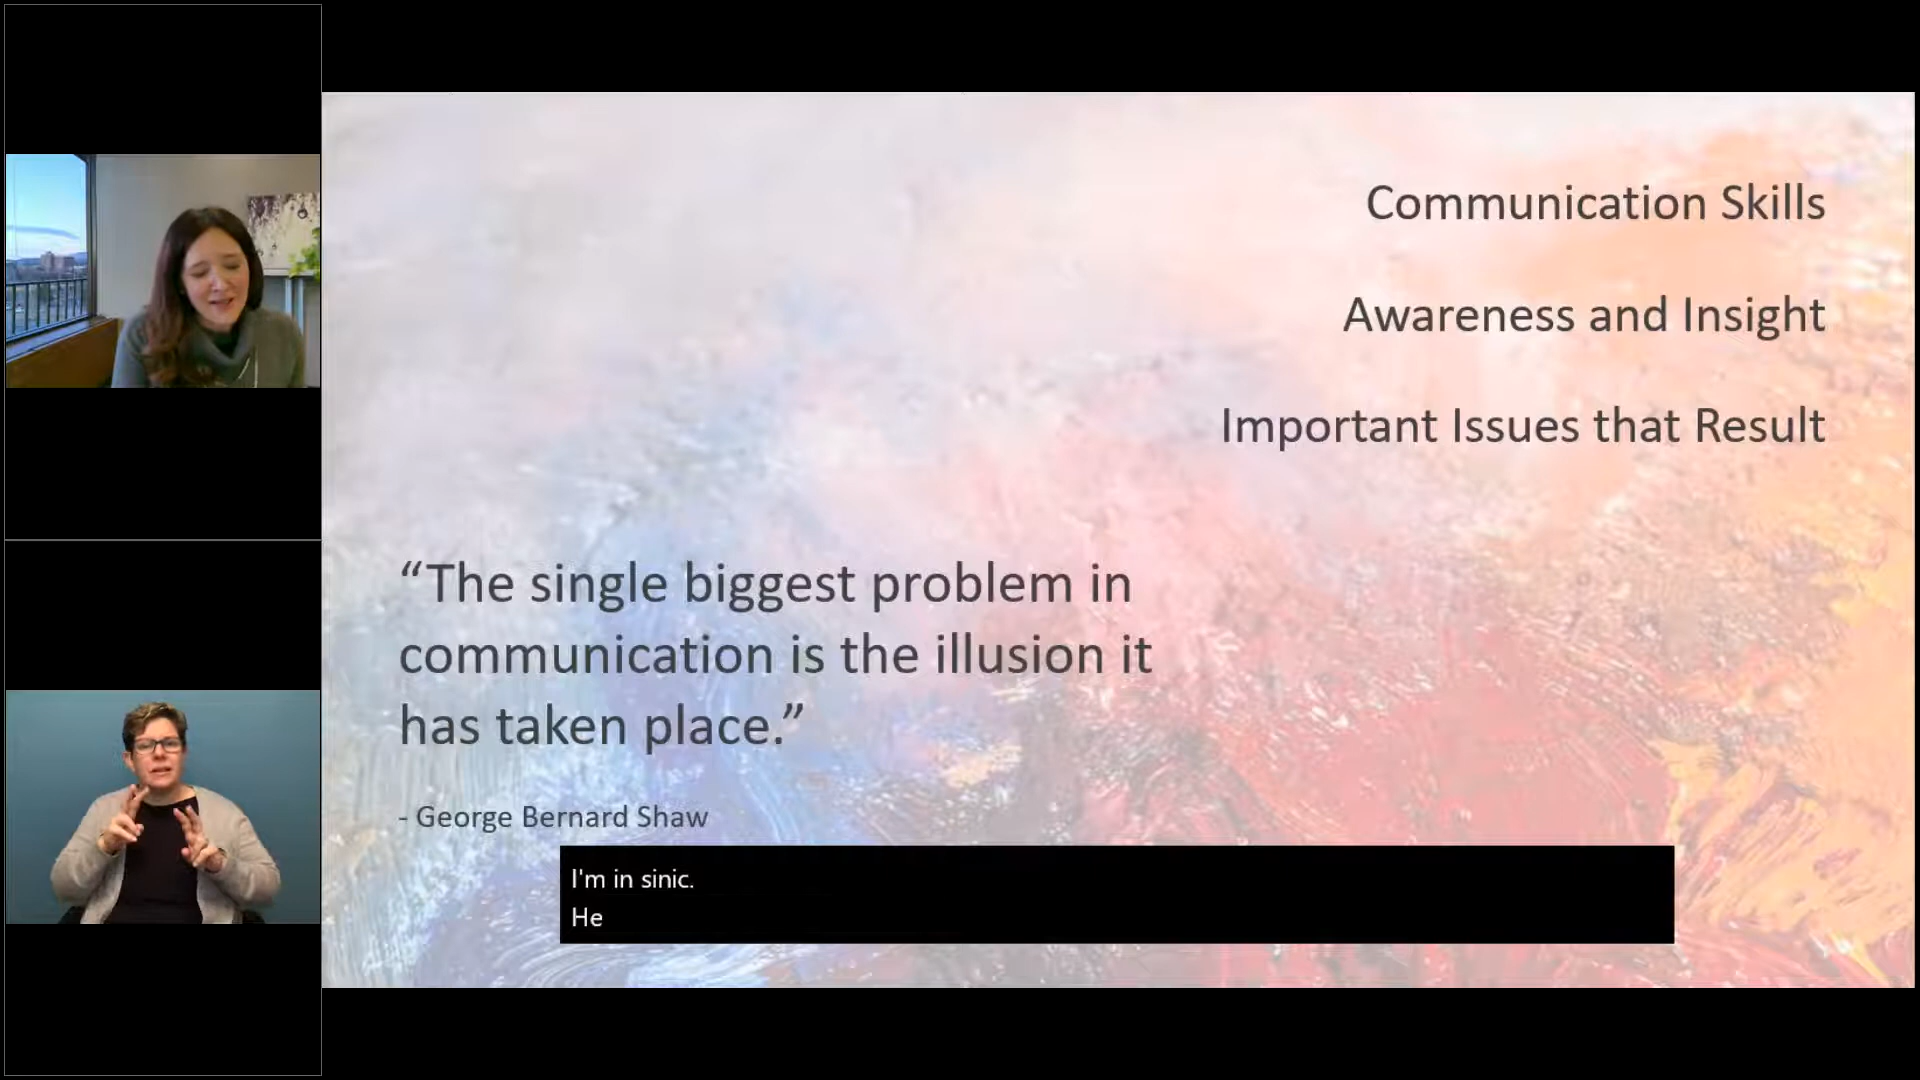 Communication Skills
Awareness and Insight
Important Issues that Result
“The single biggest problem in
communication is the illusion it
has taken place.”
- George Bernard Shaw
I'm in sinic.
He